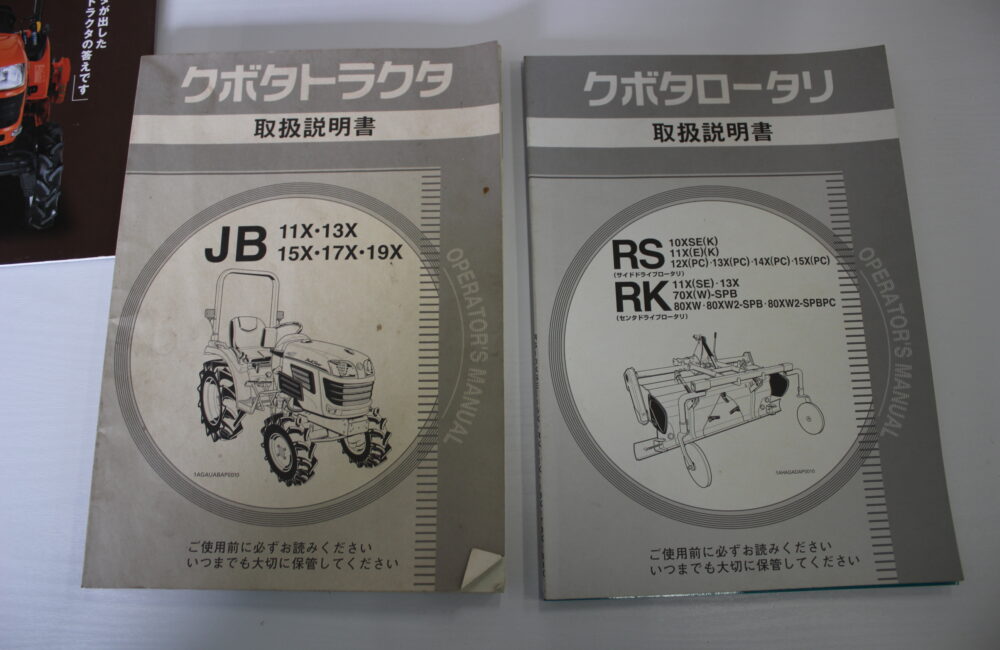 タが出した
トラクタの答えです
クボタトラクタ
取扱説明書
JB 11X・13X
15X・17X・19X
OPERATOR'S MANUAL
1AGAUABAP0010
ご使用前に必ずお読みください
いつまでも大切に保管してください
クボタロータリ
取扱説明書
RS 10XSE(K)
11X(E)(K)
12X(PC)・13X(PC)・14X(PC)・15X(PC)
(サイドドライブロータリ)
RK 11X(SE)・13X
70X(W)-SPB
80XW・80XW2-SPB・80XW2-SPBPC
(センタドライブロータリ)
OPERATOR'S MANUAL
1AHAGADAP0010
ご使用前に必ずお読みください
いつまでも大切に保管してください